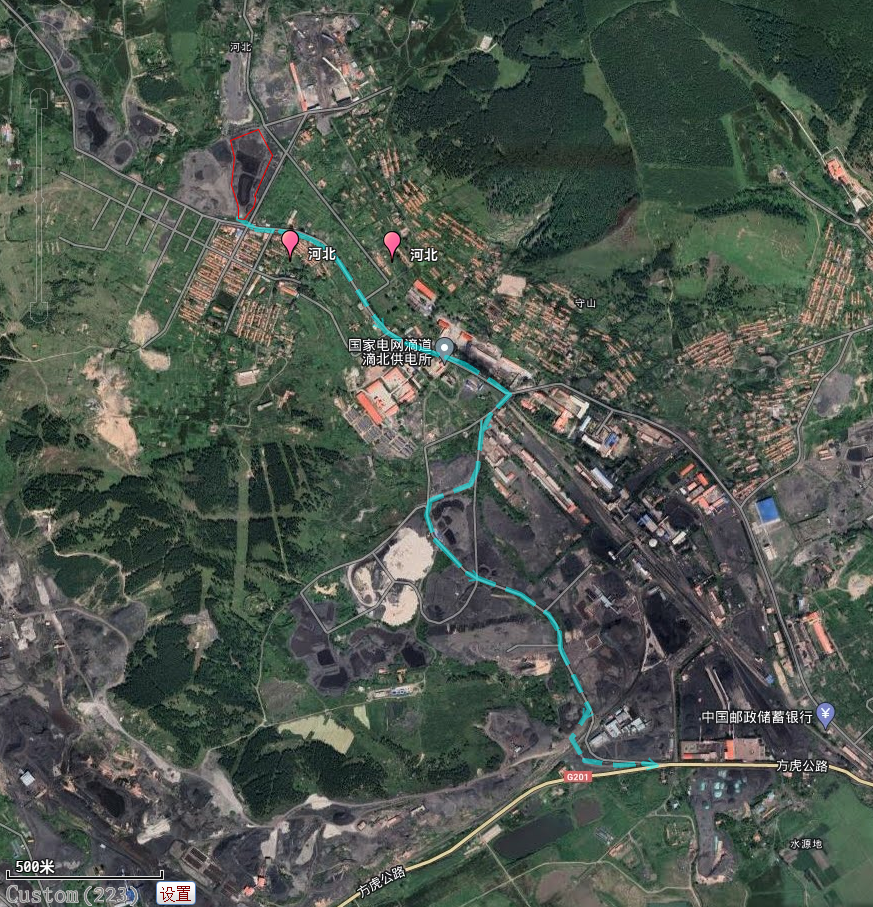 河北
河北
河北
守山
国家电网滴道
滴北供电所
中国邮政储蓄银行
¥
G201
方虎公路
水源地
500米
方虎公路
Custom(223)
设置